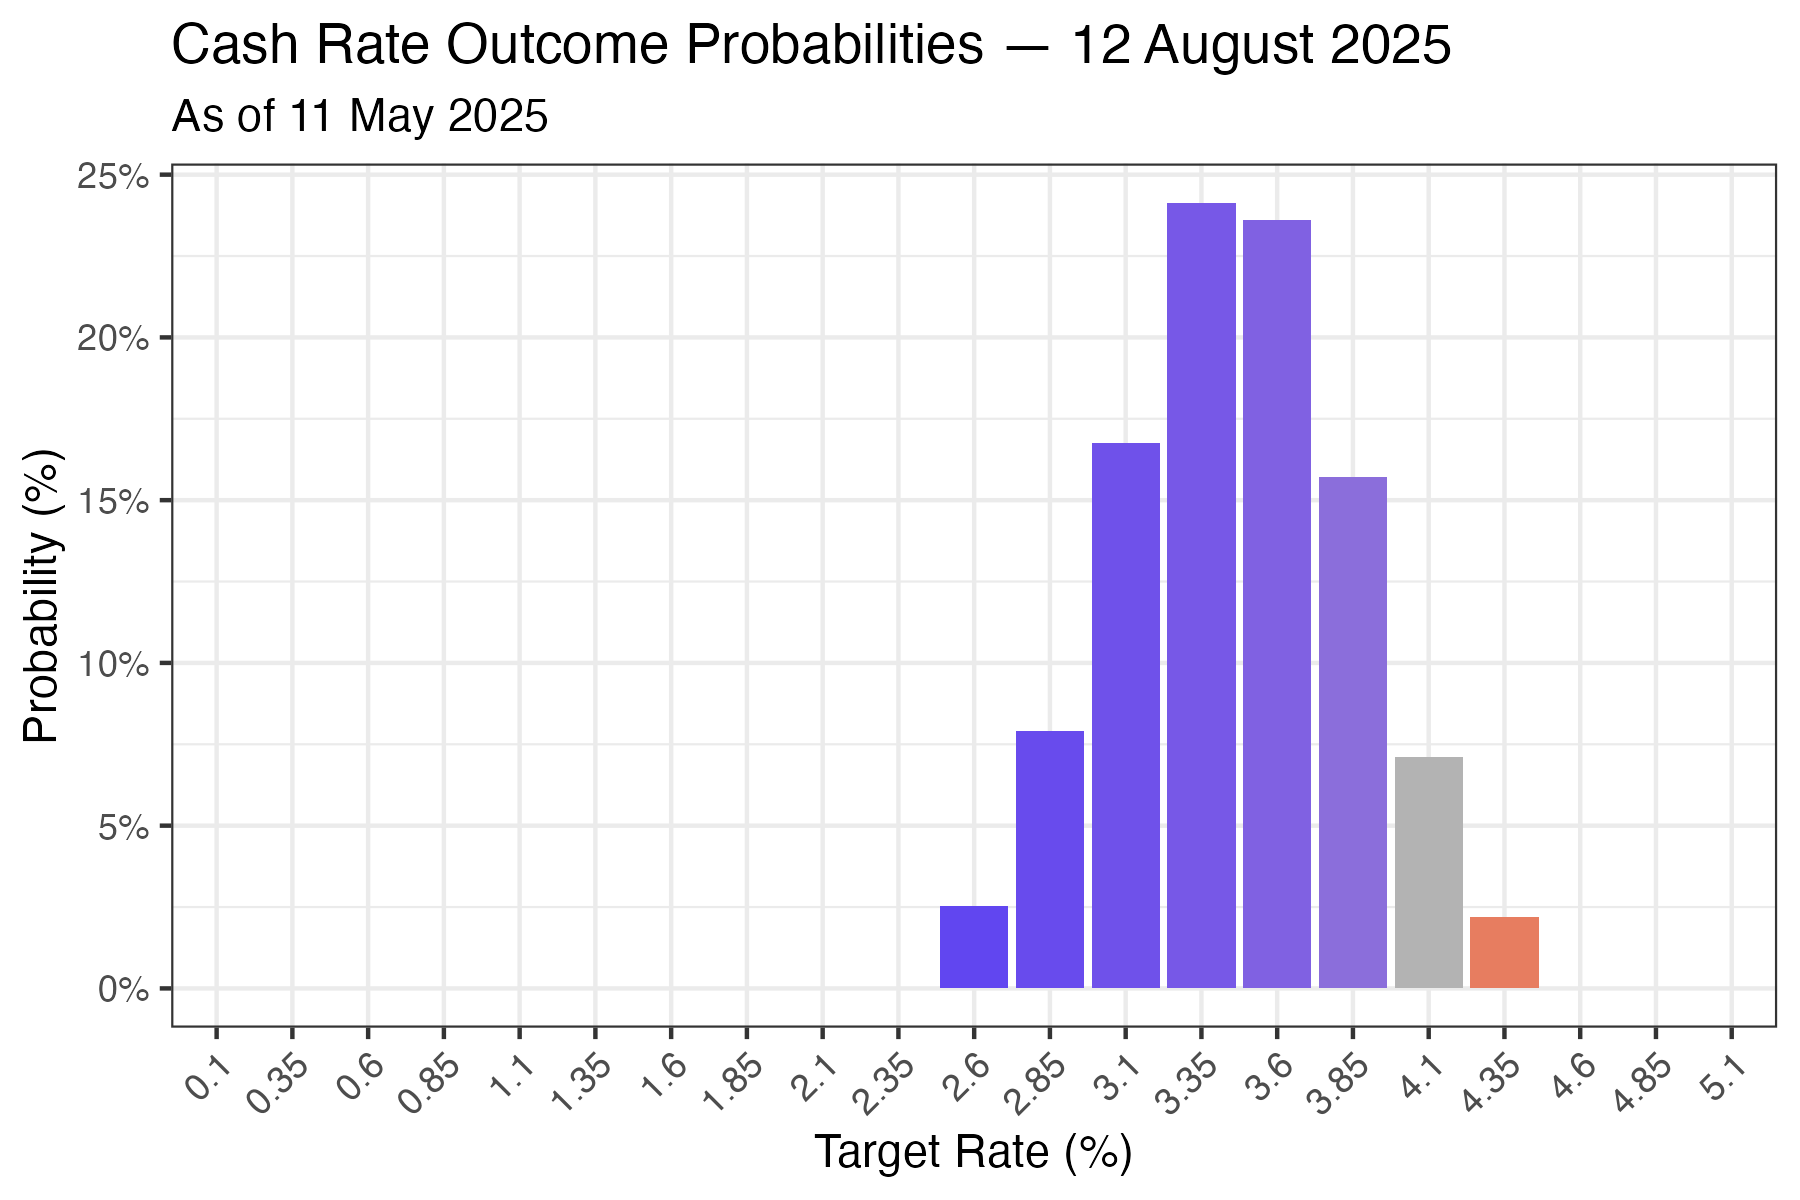 Cash Rate Outcome Probabilities — 12 August 2025
As of 11 May 2025
Probability (%)
25%
20%
15%
10%
5%
0%
0.1 0.35 0.6 0.85 1.1 1.35 1.6 1.85 2.1 2.35 2.6 2.85 3.1 3.35 3.6 3.85 4.1 4.35 4.6 4.85 5.1
Target Rate (%)